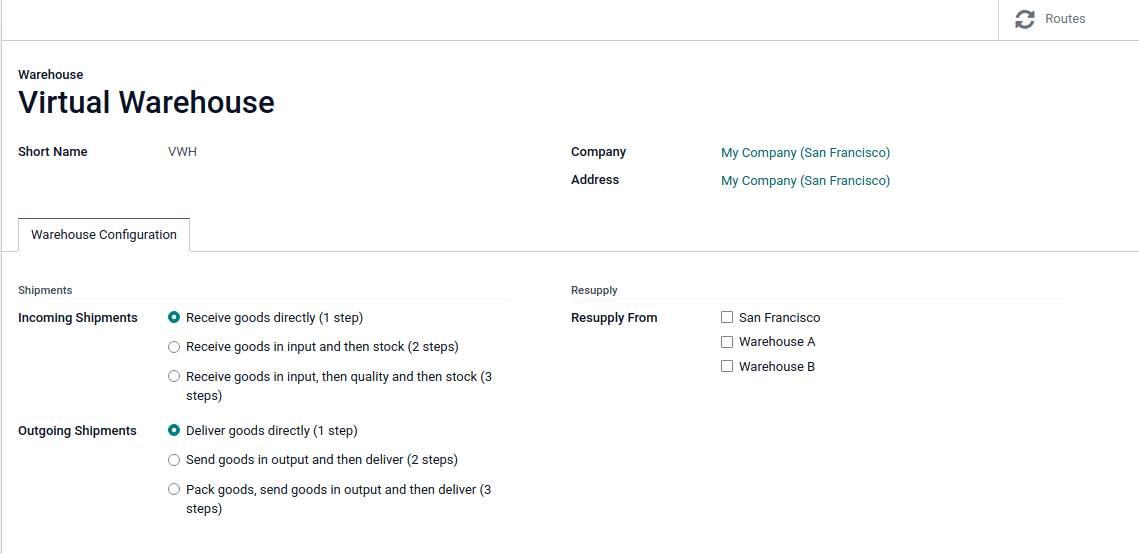 Routes
Warehouse
Virtual Warehouse
Short Name VWH
Company My Company (San Francisco)
Address My Company (San Francisco)
Warehouse Configuration
Shipments
Incoming Shipments Receive goods directly (1 step)
Receive goods in input and then stock (2 steps)
Receive goods in input, then quality and then stock (3
steps)
Outgoing Shipments Deliver goods directly (1 step)
Send goods in output and then deliver (2 steps)
Pack goods, send goods in output and then deliver (3
steps)
Resupply
Resupply From San Francisco
Warehouse A
Warehouse B